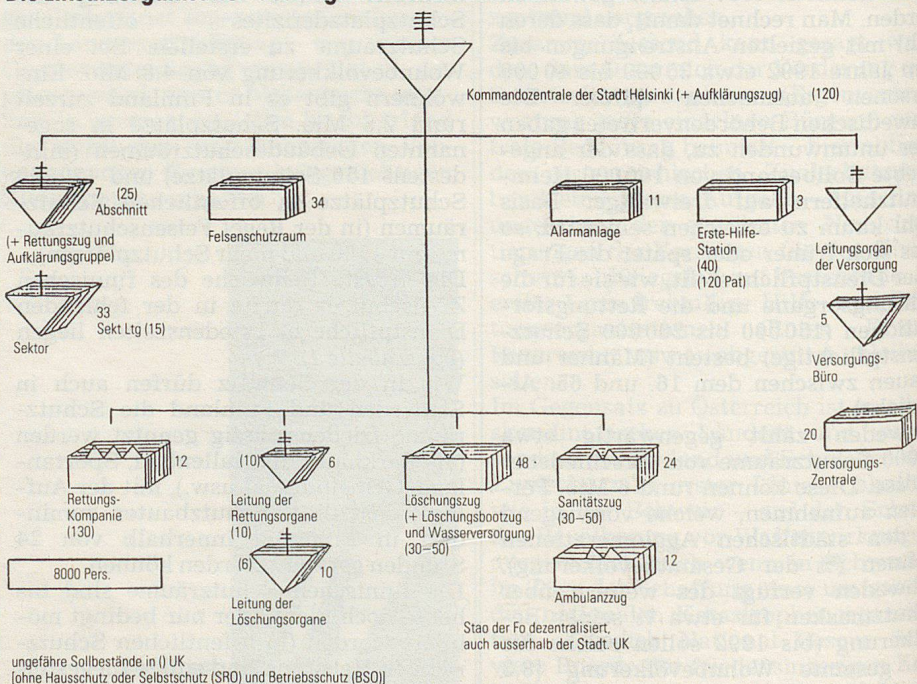 Kommandozentrale der Stadt Helsinki (+ Aufklärungszug) (120)
7 (25)
Abschnitt
(+ Rettungszug und
Aufklärungsgruppe)
34
Felsenschutzraum
11
Alarmander
3
Erste-Hilfe-
Station
(40)
(120 Pat)
Leitungsorgan
der Versorgung
33
Sekt Ltg (15)
Sektor
5
Versorgungs-
Büro
12
Rettungs-
Kompanie
(130)
(10) 6
Leitung der
Rettungsorgane
(10)
48 +
Löschungszug
(+ Löschungsbootzug
und Wasserversorgung)
(30–50)
24
Sanitätszug
(30–50)
20
Versorgungs-
Zentrale
8000 Pers.
(6) 10
Leitung der
Löschungsorgane
12
Ambulanzzug
Stao der Fo dezentralisiert,
auch ausserhalb der Stadt. UK
ungefähre Sollbestände in () UK
[ohne Hausschutz oder Selbstschutz (SRO) und Betriebsschutz (BSO)]